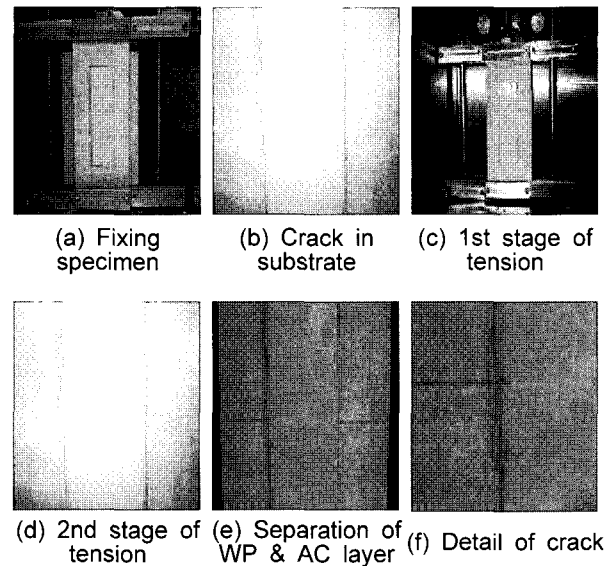 (a) Fixing
specimen
(b) Crack in
substrate
(c) 1st stage of
tension
(d) 2nd stage of
tension
(e) Separation of
WP & AC layer
(f) Detail of crack